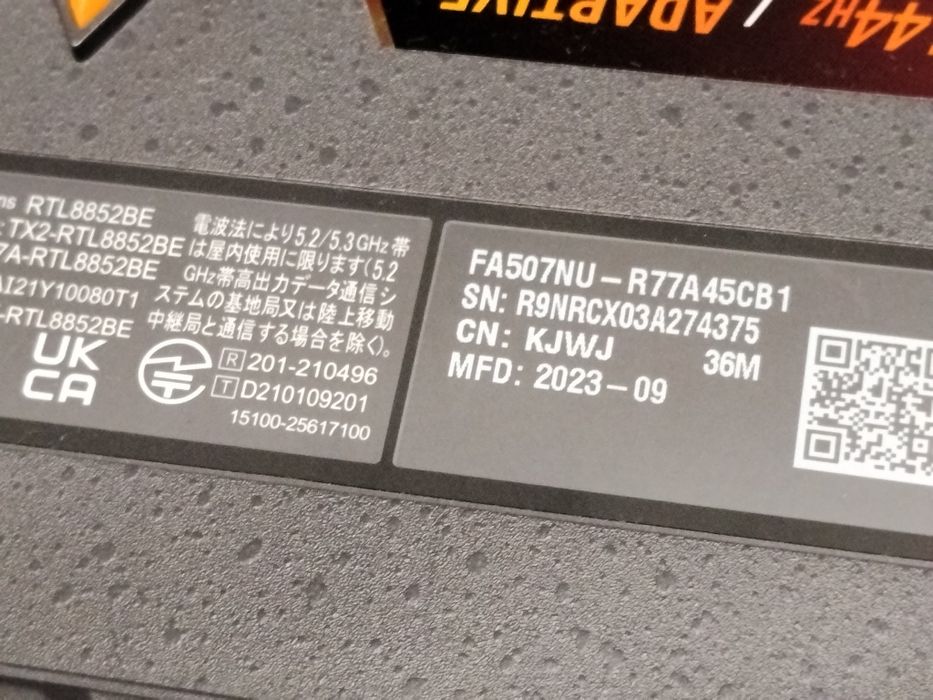 144HZ / ADAPTIVE
RTL8852BE
TX2-RTL8852BE
7A-RTL8852BE
AI21Y10080T1
-RTL8852BE
UK
CA
電波法により5.2/5.3GHz帯
は屋内使用に限ります(5.2
GHz帯高出力データ通信シ
ステムの基地局又は陸上移動
中継局と通信する場合を除く)。
R 201-210496
T D210109201
15100-25617100
FA507NU-R77A45CB1
SN: R9NRCX03A274375
CN: KJWJ 36M
MFD: 2023-09